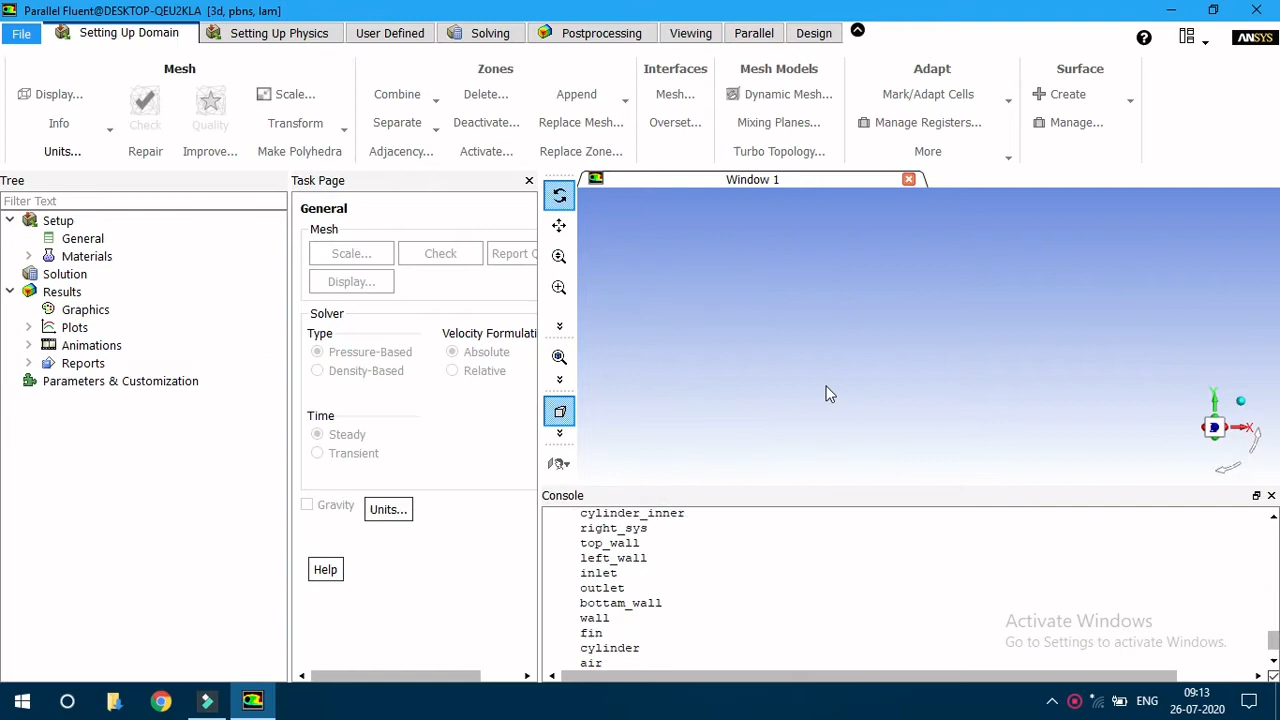 Parallel Fluent@DESKTOP-QEU2KLA [3d, pbns, lam]
File Setting Up Domain Setting Up Physics User Defined Solving Postprocessing Viewing Parallel Design ANSYS
Mesh Zones Interfaces Mesh Models Adapt Surface
Display... Scale... Combine Delete... Append Mesh... Dynamic Mesh... Mark/Adapt Cells Create
Info Check Quality Transform Separate Deactivate... Replace Mesh... Overset... Mixing Planes... Manage Registers... Manage...
Units... Repair Improve... Make Polyhedra Adjacency... Activate... Replace Zone... Turbo Topology... More
Tree
Filter Text
Setup
General
Materials
Solution
Results
Graphics
Plots
Animations
Reports
Parameters & Customization
Task Page
General
Mesh
Scale... Check Report Q
Display...
Solver
Type Velocity Formulati
Pressure-Based Absolute
Density-Based Relative
Time
Steady
Transient
Gravity Units...
Help
Window 1
Y
X
Console
cylinder_inner
right_sys
top_wall
left_wall
inlet
outlet
bottam_wall
wall
fin
cylinder
air
Activate Windows
Go to Settings to activate Windows.
ENG
09:13
26-07-2020